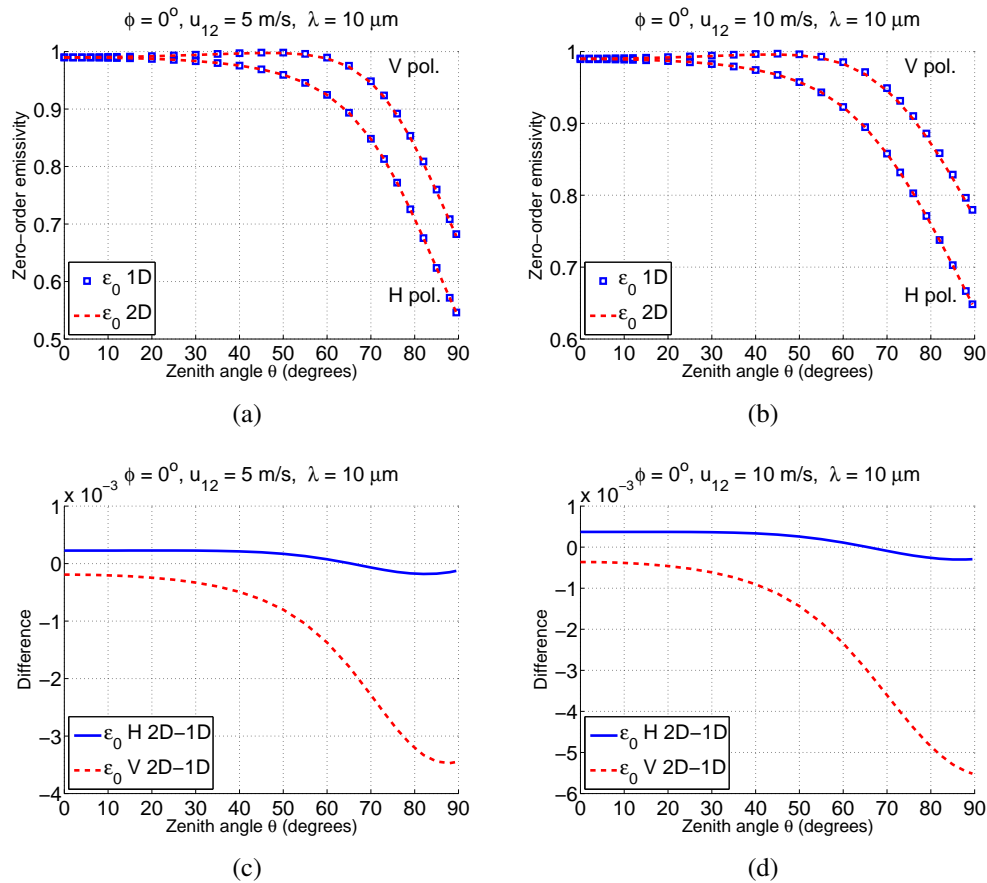 ϕ = 0°, u₁₂ = 5 m/s, λ = 10 μm
1
0.9
0.8
0.7
0.6
0.5
Zero−order emissivity
V pol.
H pol.
ε₀ 1D
ε₀ 2D
0 10 20 30 40 50 60 70 80 90
Zenith angle θ (degrees)
(a)
ϕ = 0°, u₁₂ = 10 m/s, λ = 10 μm
1
0.9
0.8
0.7
0.6
Zero−order emissivity
V pol.
H pol.
ε₀ 1D
ε₀ 2D
0 10 20 30 40 50 60 70 80 90
Zenith angle θ (degrees)
(b)
ϕ = 0°, u₁₂ = 5 m/s, λ = 10 μm
x 10⁻³
1
0
−1
−2
−3
−4
Difference
ε₀ H 2D−1D
ε₀ V 2D−1D
0 10 20 30 40 50 60 70 80 90
Zenith angle θ (degrees)
(c)
ϕ = 0°, u₁₂ = 10 m/s, λ = 10 μm
x 10⁻³
1
0
−1
−2
−3
−4
−5
−6
Difference
ε₀ H 2D−1D
ε₀ V 2D−1D
0 10 20 30 40 50 60 70 80 90
Zenith angle θ (degrees)
(d)